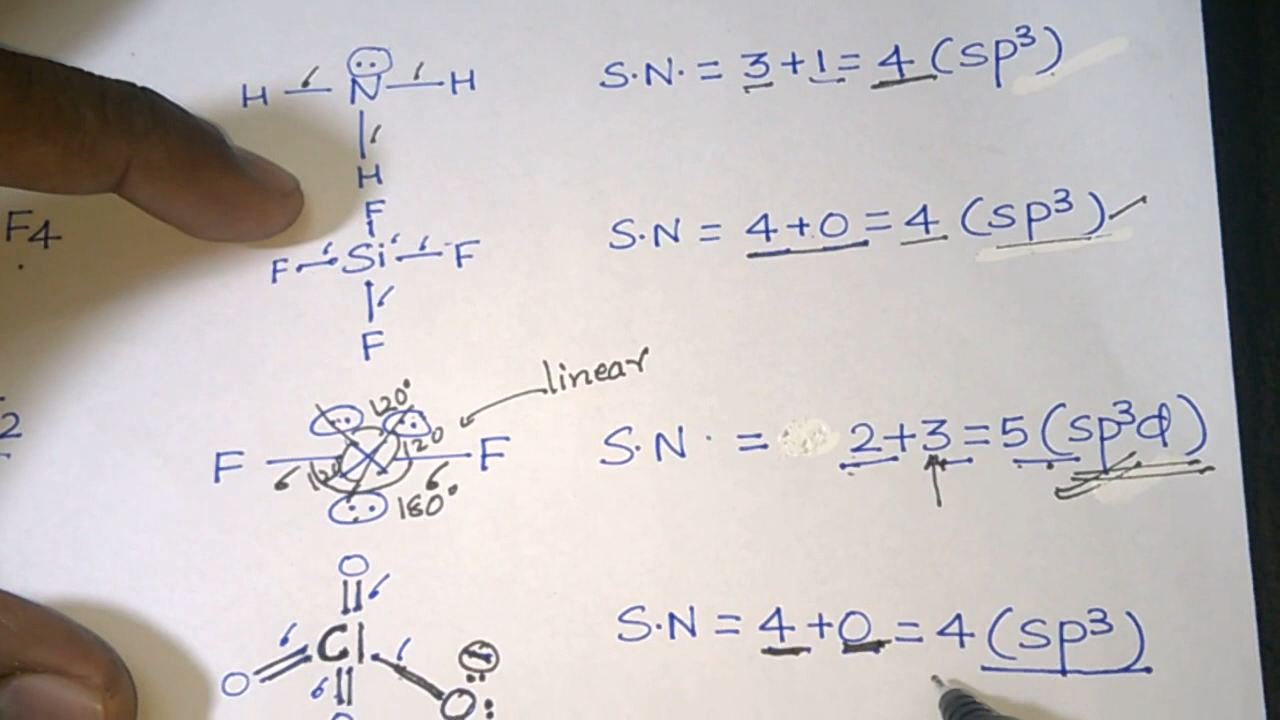 H — N̈ — H S.N. = 3+1 = 4 (sp³)
H
F4
F
F — Si — F S.N = 4+0 = 4 (sp³)
F
linear
120° 120
2 F F S.N. = 2+3 = 5 (sp³d)
180°
O
Cl S.N = 4+0 = 4 (sp³)
O O